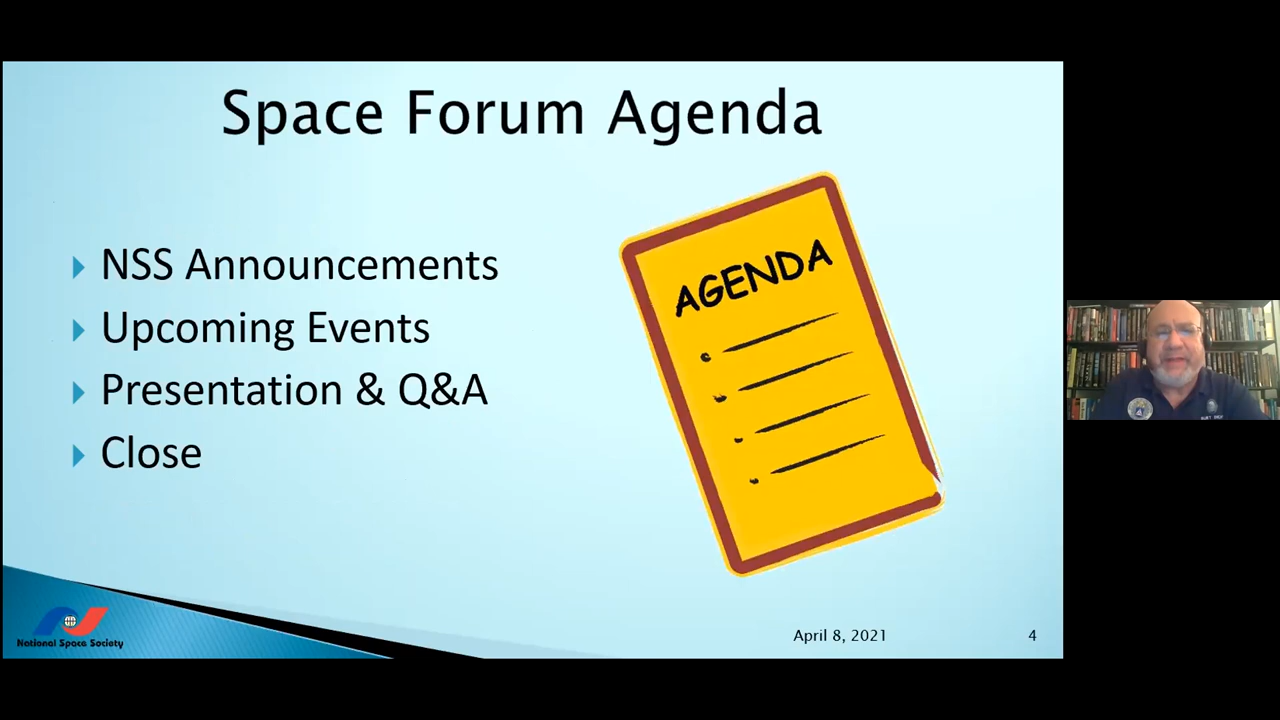 Space Forum Agenda
NSS Announcements
Upcoming Events
Presentation & Q&A
Close
AGENDA
National Space Society
April 8, 2021
4